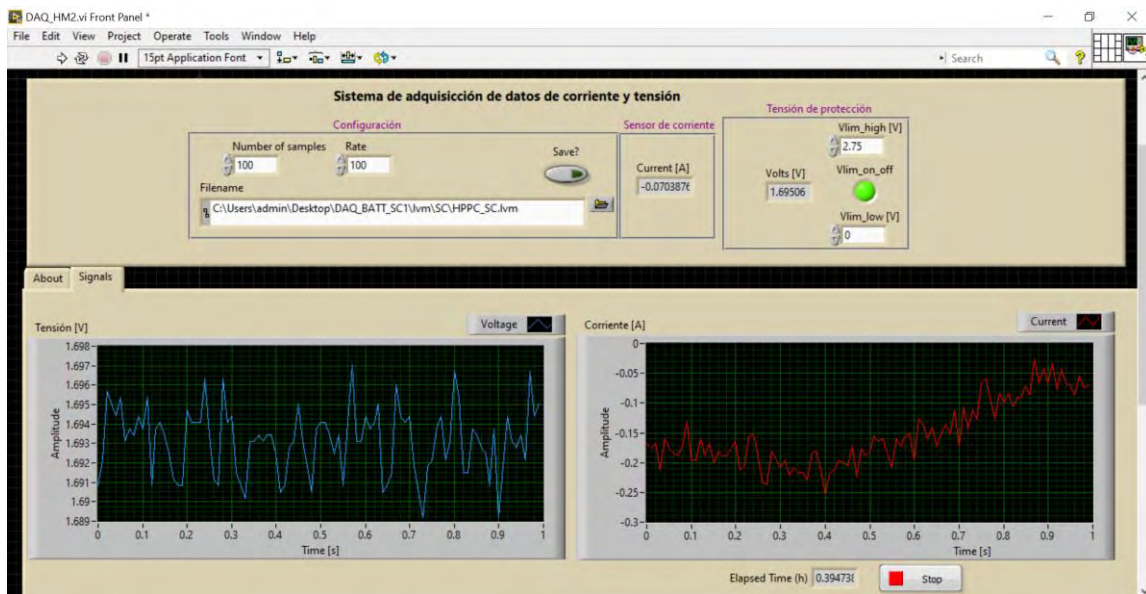 DAQ_HM2.vi Front Panel *
File Edit View Project Operate Tools Window Help
15pt Application Font
Search
Sistema de adquisicción de datos de corriente y tensión
Configuración
Number of samples
100
Rate
100
Save?
Filename
C:\Users\admin\Desktop\DAQ_BATT_SC1\lvm\SC\HPPC_SC.lvm
Sensor de corriente
Current [A]
-0.070387
Tensión de protección
Vlim_high [V]
2.75
Volts [V]
1.69506
Vlim_on_off
Vlim_low [V]
0
About Signals
Tensión [V]
Voltage
1.698
1.697
1.695
1.694
1.693
1.692
1.691
1.69
1.689
Amplitude
0 0.1 0.2 0.3 0.4 0.5 0.6 0.7 0.8 0.9 1
Time [s]
Corriente [A]
Current
0
-0.05
-0.1
-0.15
-0.2
-0.25
-0.3
Amplitude
0 0.1 0.2 0.3 0.4 0.5 0.6 0.7 0.8 0.9 1
Time [s]
Elapsed Time (h) 0.39473
Stop